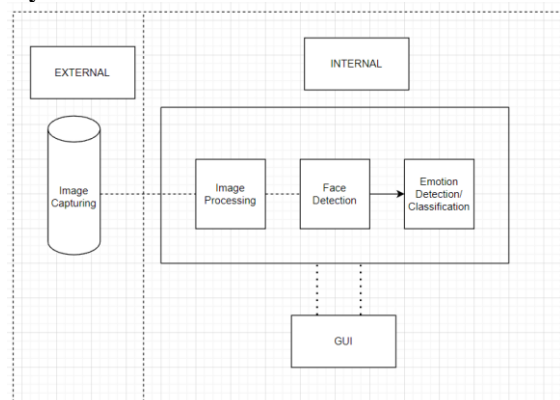 EXTERNAL
INTERNAL
Image
Capturing
Image
Processing
Face
Detection
Emotion
Detection/
Classification
GUI